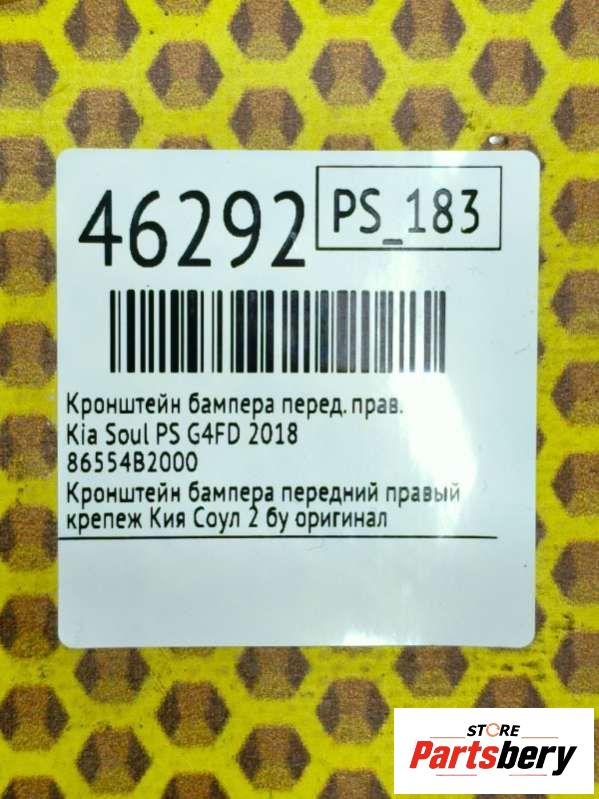 46292
PS_183
Кронштейн бампера перед. прав.
Kia Soul PS G4FD 2018
86554B2000
Кронштейн бампера передний правый
крепеж Кия Соул 2 бу оригинал
STORE
Partsbery